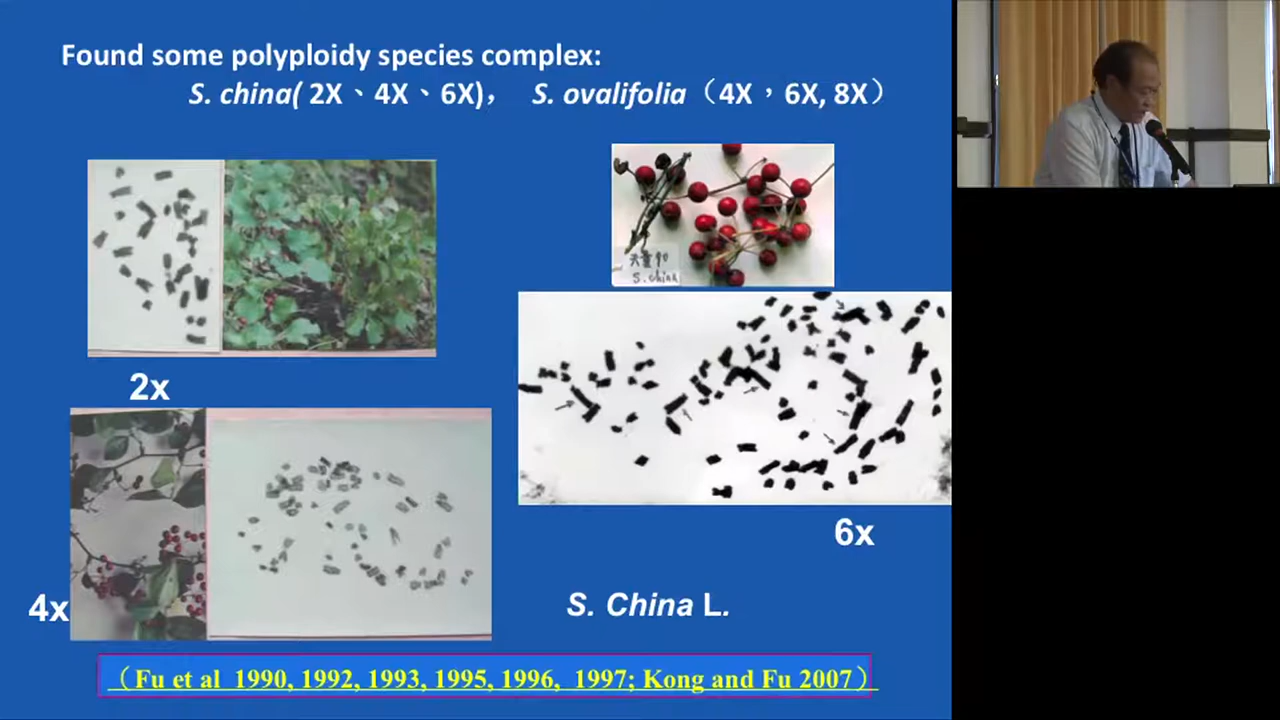 Found some polyploidy species complex:
S. china( 2X、4X、6X)， S. ovalifolia（4X，6X, 8X）
S. china
2x
6x
4x
S. China L.
（Fu et al 1990, 1992, 1993, 1995, 1996, 1997; Kong and Fu 2007）